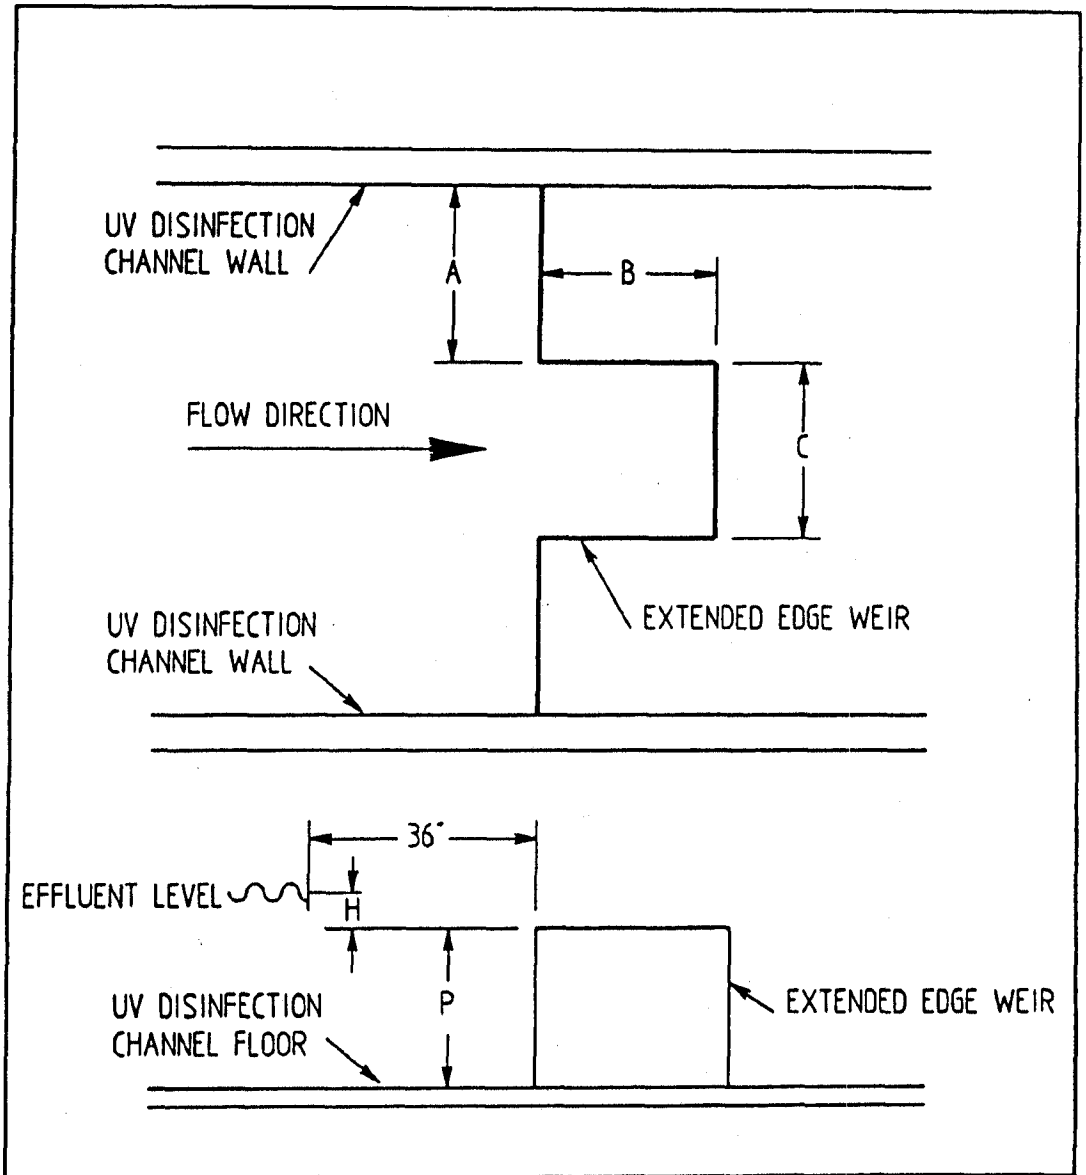 UV DISINFECTION
CHANNEL WALL
A
B
FLOW DIRECTION
C
UV DISINFECTION
CHANNEL WALL
EXTENDED EDGE WEIR
36"
EFFLUENT LEVEL
H
P
UV DISINFECTION
CHANNEL FLOOR
EXTENDED EDGE WEIR